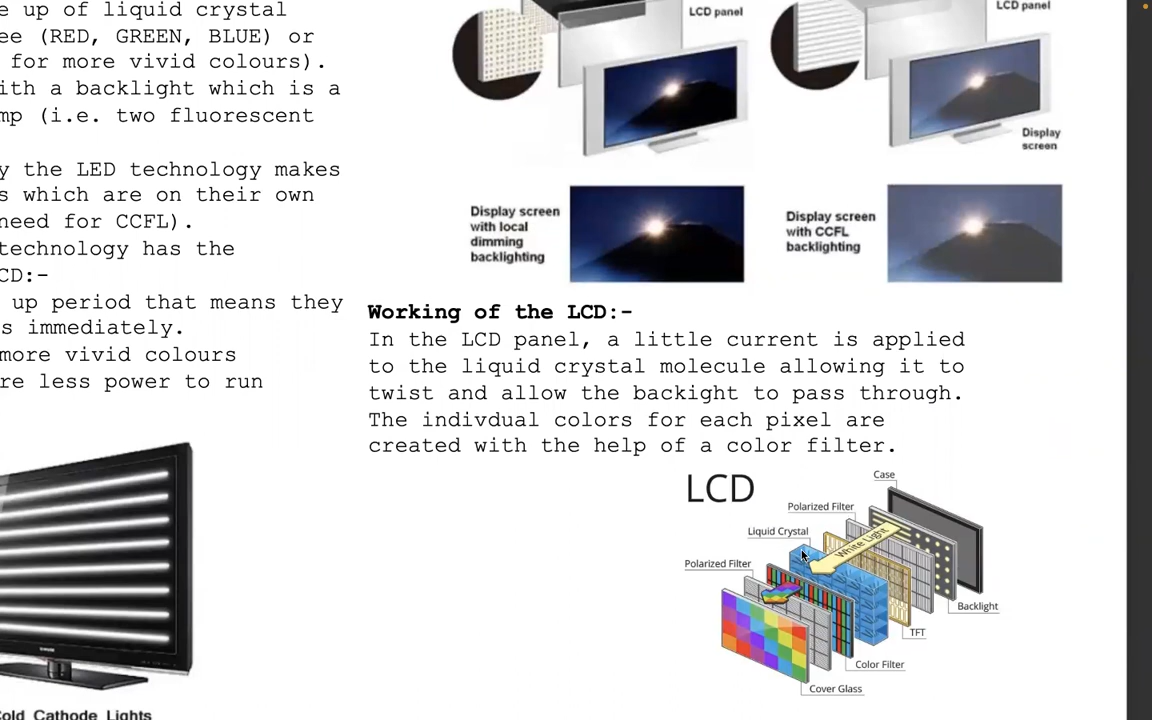 e up of liquid crystal
ee (RED, GREEN, BLUE) or
for more vivid colours).
ith a backlight which is a
mp (i.e. two fluorescent
y the LED technology makes
s which are on their own
need for CCFL).
technology has the
CD:-
up period that means they
s immediately.
more vivid colours
re less power to run
Cold Cathode Lights
LCD panel
LCD panel
Display
screen
Display screen
with local
dimming
backlighting
Display screen
with CCFL
backlighting
Working of the LCD:-
In the LCD panel, a little current is applied
to the liquid crystal molecule allowing it to
twist and allow the backight to pass through.
The indivdual colors for each pixel are
created with the help of a color filter.
LCD
Case
Polarized Filter
Liquid Crystal
White Light
Polarized Filter
Backlight
TFT
Color Filter
Cover Glass